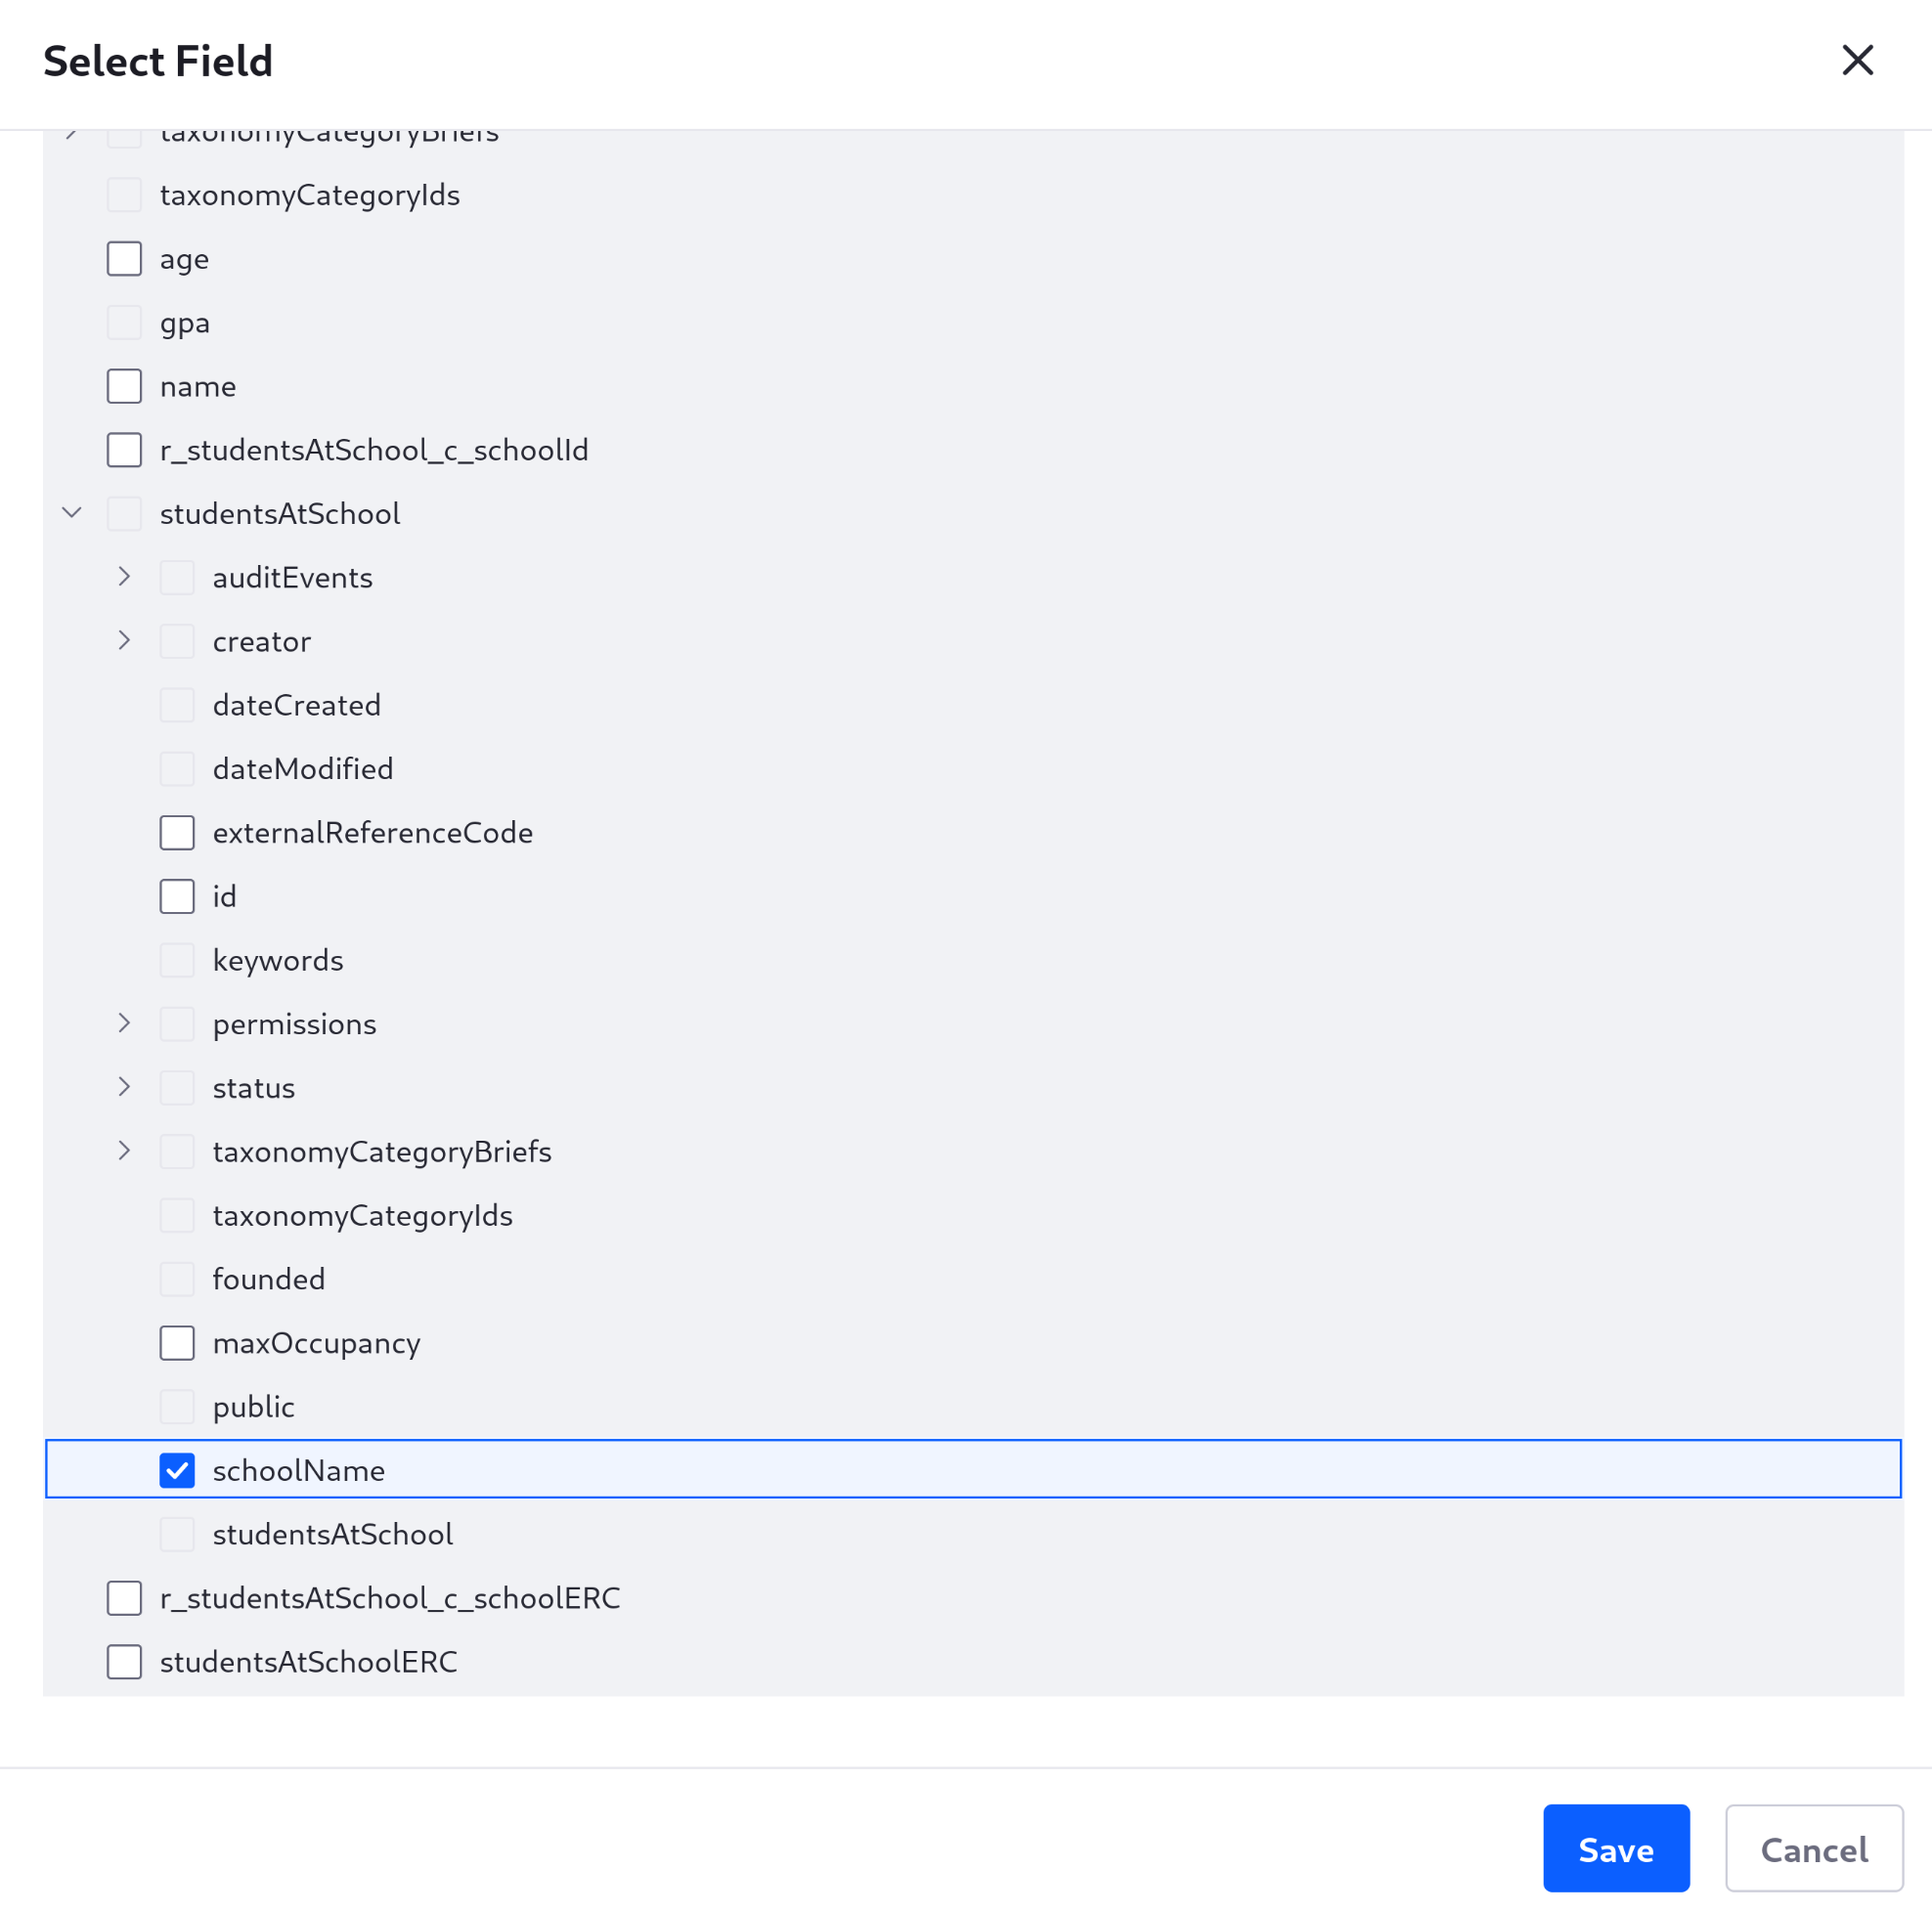 Select Field
taxonomyCategoryBriefs
taxonomyCategoryIds
age
gpa
name
r_studentsAtSchool_c_schoolId
studentsAtSchool
auditEvents
creator
dateCreated
dateModified
externalReferenceCode
id
keywords
permissions
status
taxonomyCategoryBriefs
taxonomyCategoryIds
founded
maxOccupancy
public
schoolName
studentsAtSchool
r_studentsAtSchool_c_schoolERC
studentsAtSchoolERC
Save Cancel